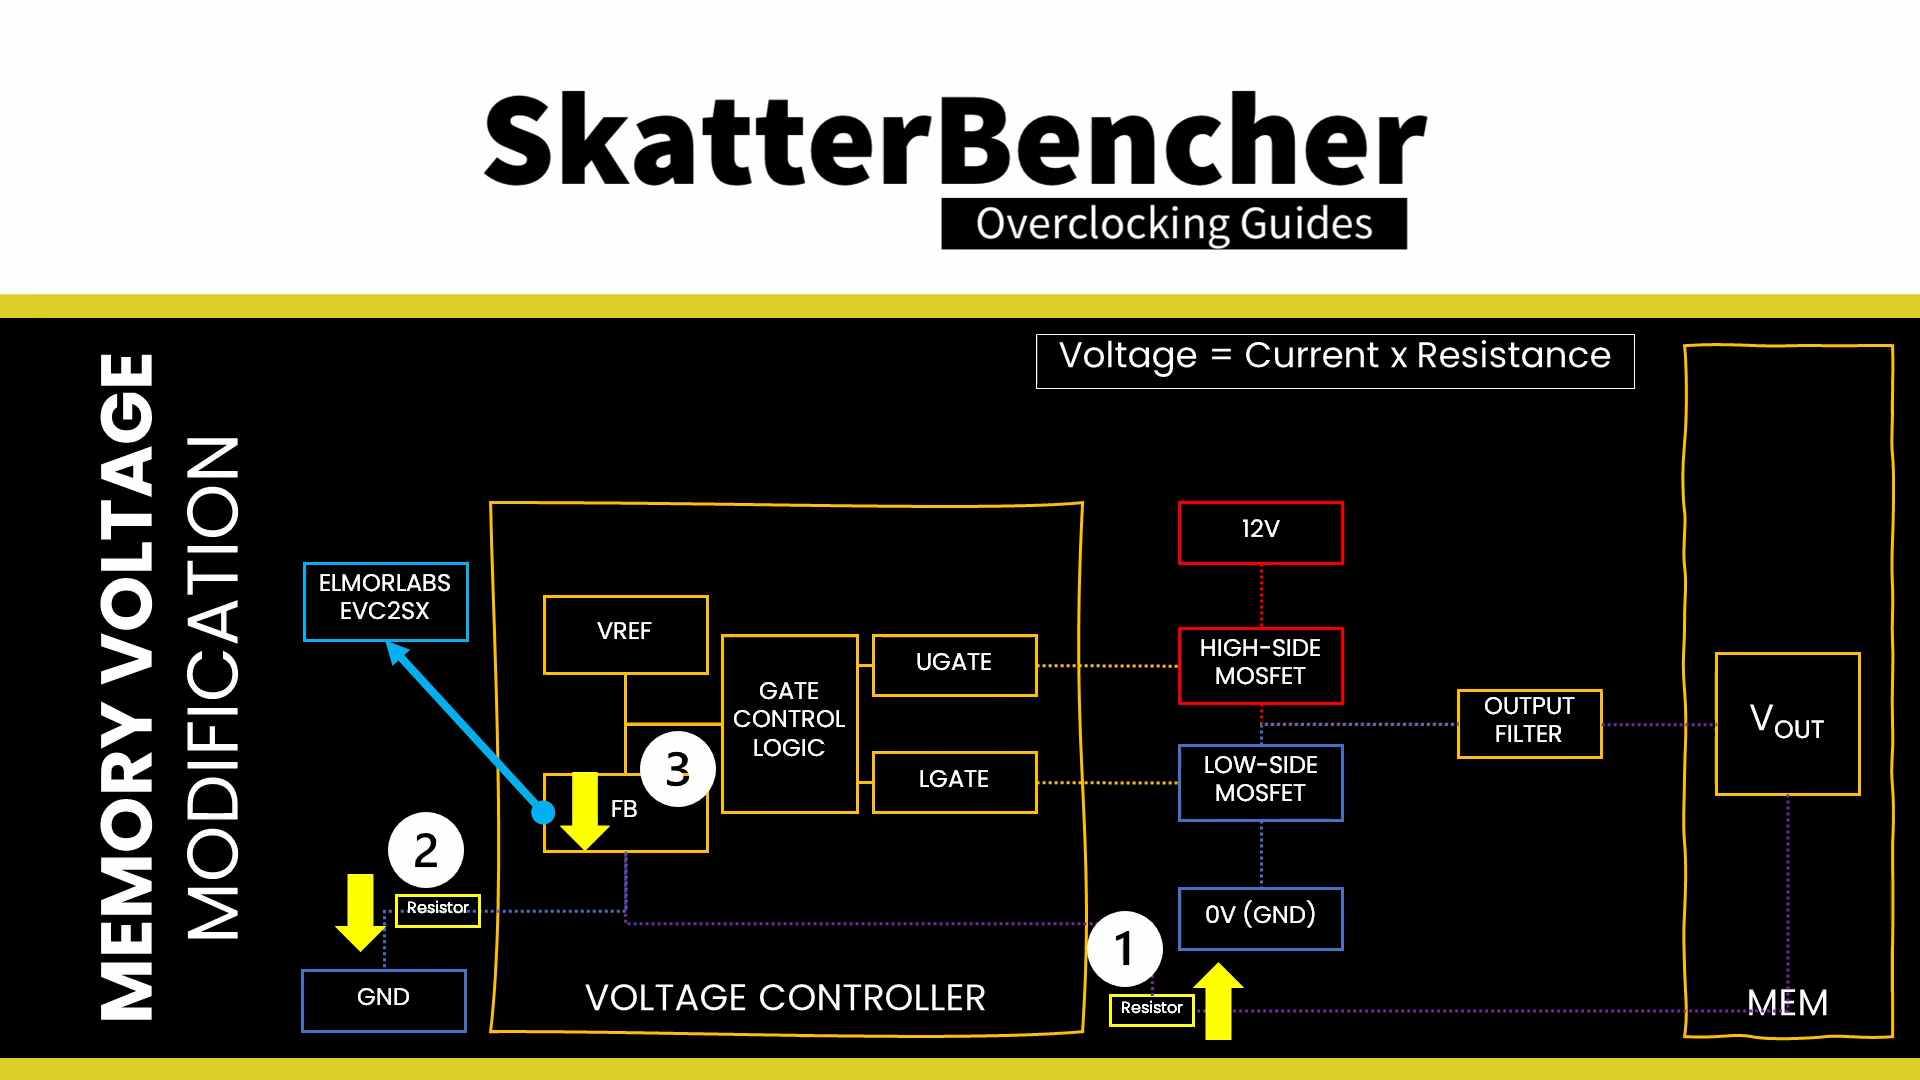 SkatterBencher
Overclocking Guides
MEMORY VOLTAGE
MODIFICATION
Voltage = Current x Resistance
12V
ELMORLABS
EVC2SX
VREF
GATE
CONTROL
LOGIC
UGATE
HIGH-SIDE
MOSFET
OUTPUT
FILTER
VOUT
3
FB
LGATE
LOW-SIDE
MOSFET
2
Resistor
0V (GND)
1
GND
VOLTAGE CONTROLLER
Resistor
MEM